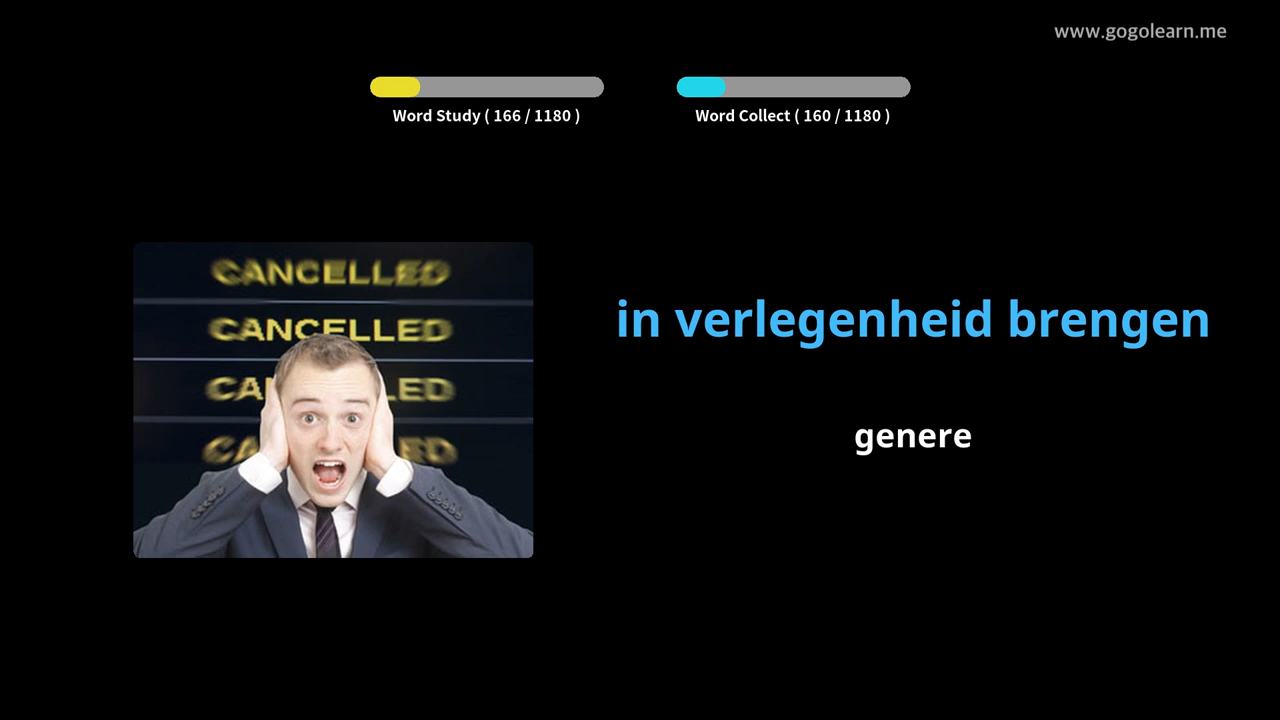 www.gogolearn.me
Word Study ( 166 / 1180 )
Word Collect ( 160 / 1180 )
CANCELLED
CANCELLED
in verlegenheid brengen
genere